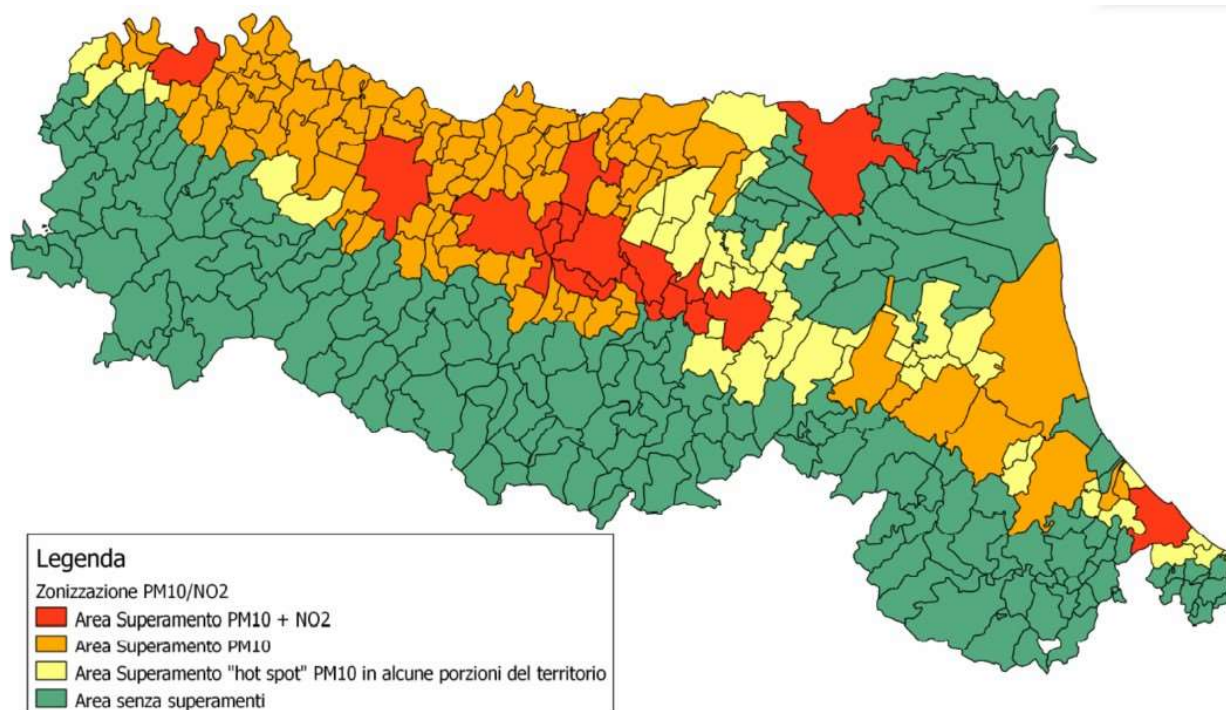 Legenda
Zonizzazione PM10/NO2
Area Superamento PM10 + NO2
Area Superamento PM10
Area Superamento "hot spot" PM10 in alcune porzioni del territorio
Area senza superamenti